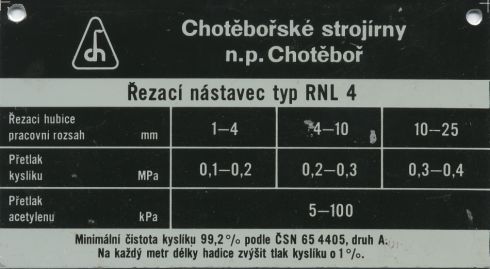 ch
Chotěbořské strojírny
n.p. Chotěboř
Řezací nástavec typ RNL 4
Řezací hubice
pracovní rozsah mm 1–4 4–10 10–25
Přetlak
kyslíku MPa 0,1–0,2 0,2–0,3 0,3–0,4
Přetlak
acetylenu kPa 5–100
Minimální čistota kyslíku 99,2% podle ČSN 65 4405, druh A.
Na každý metr délky hadice zvýšit tlak kyslíku o 1%.